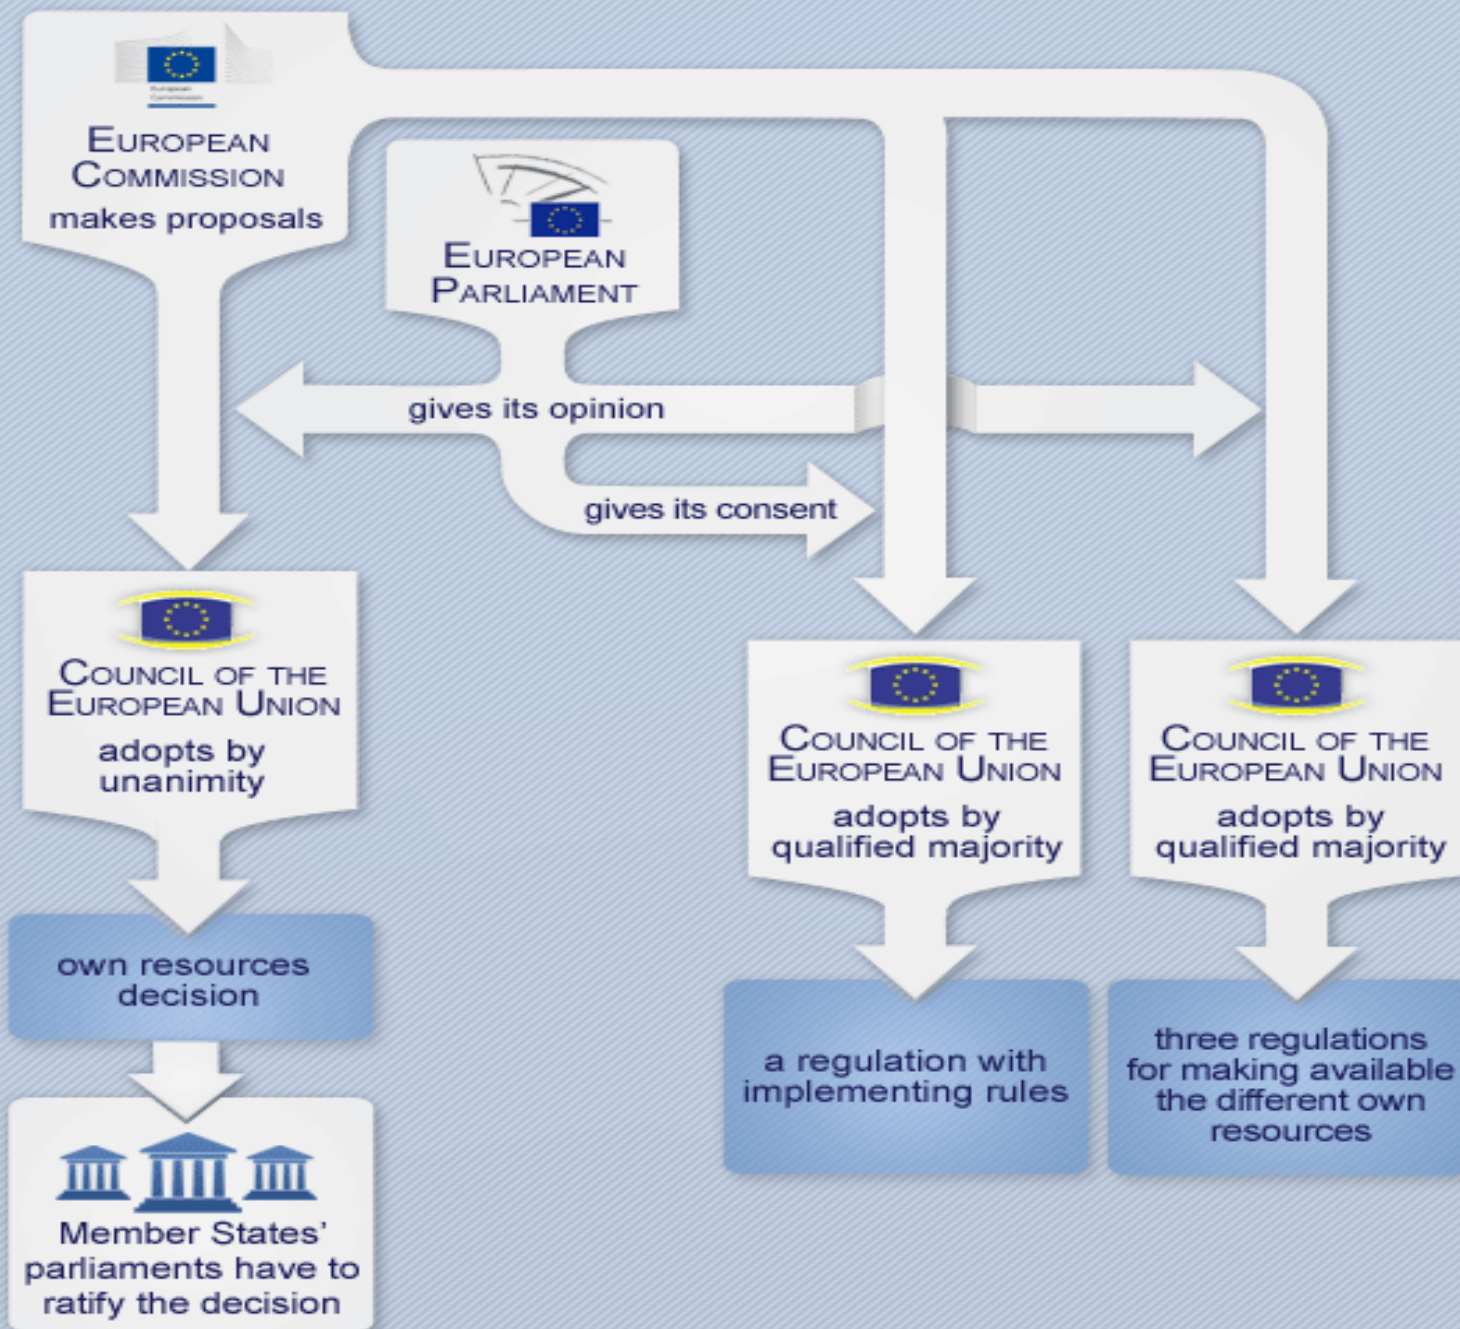 European
Commission
EUROPEAN
COMMISSION
makes proposals
EUROPEAN
PARLIAMENT
gives its opinion
gives its consent
COUNCIL OF THE
EUROPEAN UNION
adopts by
unanimity
COUNCIL OF THE
EUROPEAN UNION
adopts by
qualified majority
COUNCIL OF THE
EUROPEAN UNION
adopts by
qualified majority
own resources
decision
a regulation with
implementing rules
three regulations
for making available
the different own
resources
Member States’
parliaments have to
ratify the decision